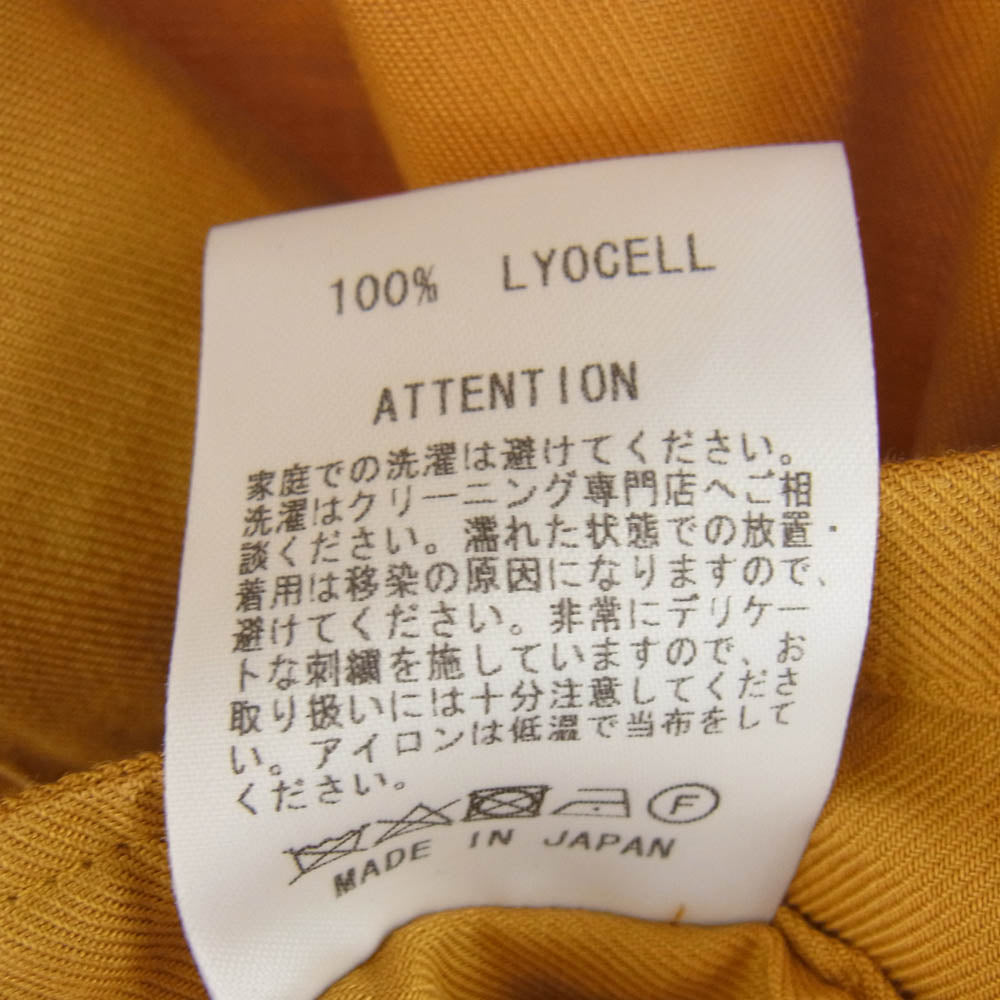 100% LYOCELL
ATTENTION
家庭での洗濯は避けてください。
洗濯はクリーニング専門店へご相
談ください。濡れた状態での放置・
着用は移染の原因になりますので、
避けてください。非常にデリケー
トな刺繍を施していますので、お
取り扱いには十分注意してくださ
い。アイロンは低温で当布をして
ください。
F
MADE IN JAPAN